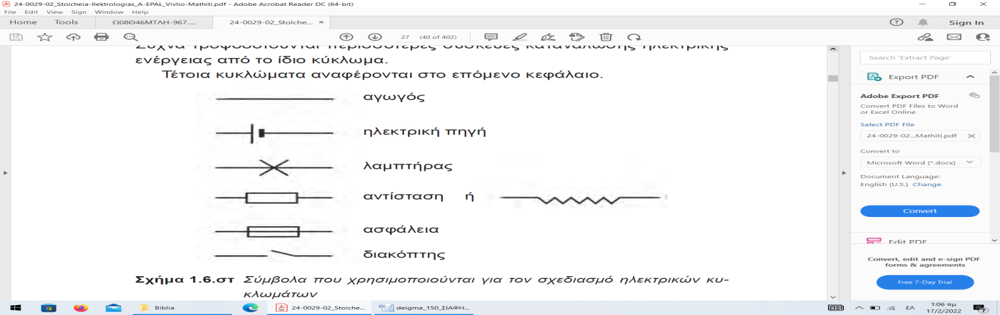 24-0029-02_Stoicheia-Ilektrologias_A-EPAL_Vivlio-Mathiti.pdf - Adobe Acrobat Reader DC (64-bit)
File Edit View Sign Window Help
Home Tools Ω08Θ46ΜΤΛΗ-967.... 24-0029-02_Stoiche... ×
Sign In
27 (40 of 402)
Συχνά τροφοδοτούνται περισσότερες συσκευές κατανάλωσης ηλεκτρικής
ενέργειας από το ίδιο κύκλωμα.
Τέτοια κυκλώματα αναφέρονται στο επόμενο κεφάλαιο.
αγωγός
ηλεκτρική πηγή
λαμπτήρας
αντίσταση ή
ασφάλεια
διακόπτης
Σχήμα 1.6.στ Σύμβολα που χρησιμοποιούνται για τον σχεδιασμό ηλεκτρικών κυ-
κλωμάτων
Search 'Extract Page'
Export PDF
Adobe Export PDF
Convert PDF Files to Word
or Excel Online
Select PDF File
24-0029-02...Mathiti.pdf
Convert to
Microsoft Word (*.docx)
Document Language:
English (U.S.) Change
Convert
Edit PDF
Convert, edit and e-sign PDF
forms & agreements
Free 7-Day Trial
Biblia
24-0029-02_Stoiche...
deigma_150_ΣΙΑΦΗ...
ΕΛ
1:06 πμ
17/2/2022
7